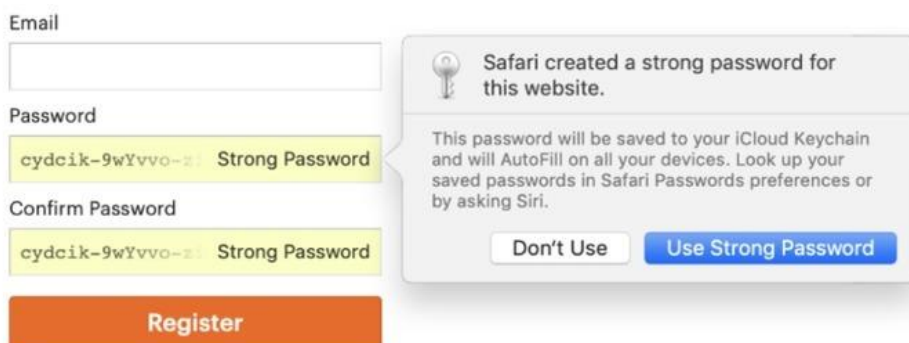 Email
Password
cydcik-9wYvvo-z Strong Password
Confirm Password
cydcik-9wYvvo-z Strong Password
Register
Safari created a strong password for
this website.
This password will be saved to your iCloud Keychain
and will AutoFill on all your devices. Look up your
saved passwords in Safari Passwords preferences or
by asking Siri.
Don't Use
Use Strong Password